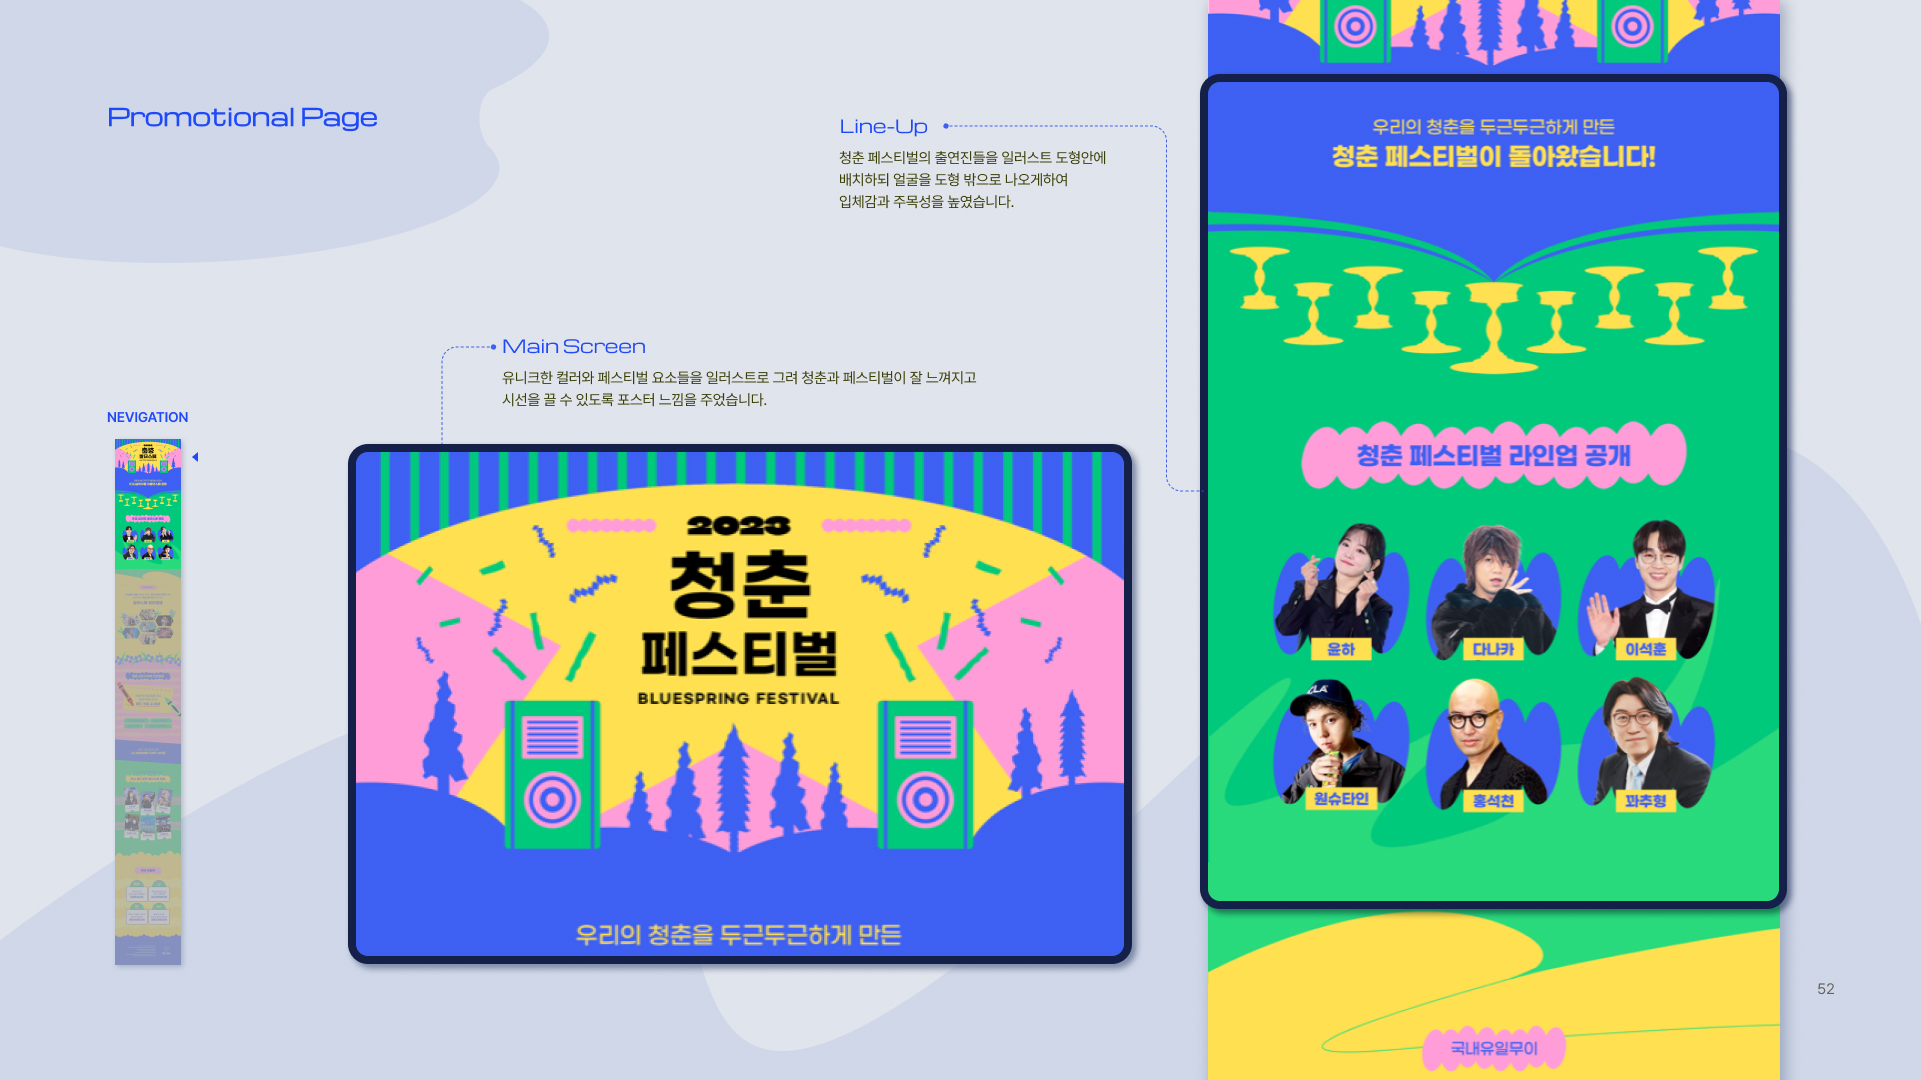 Promotional Page
Line-Up
청춘 페스티벌의 출연진들을 일러스트 도형안에
배치하되 얼굴을 도형 밖으로 나오게하여
입체감과 주목성을 높였습니다.
Main Screen
유니크한 컬러와 페스티벌 요소들을 일러스트로 그려 청춘과 페스티벌이 잘 느껴지고
시선을 끌 수 있도록 포스터 느낌을 주었습니다.
NEVIGATION
2023
청춘
페스티벌
BLUESPRING FESTIVAL
우리의 청춘을 두근두근하게 만든
우리의 청춘을 두근두근하게 만든
청춘 페스티벌이 돌아왔습니다!
청춘 페스티벌 라인업 공개
윤하
다나카
이석훈
원슈타인
홍석천
꽈추형
국내유일무이
52